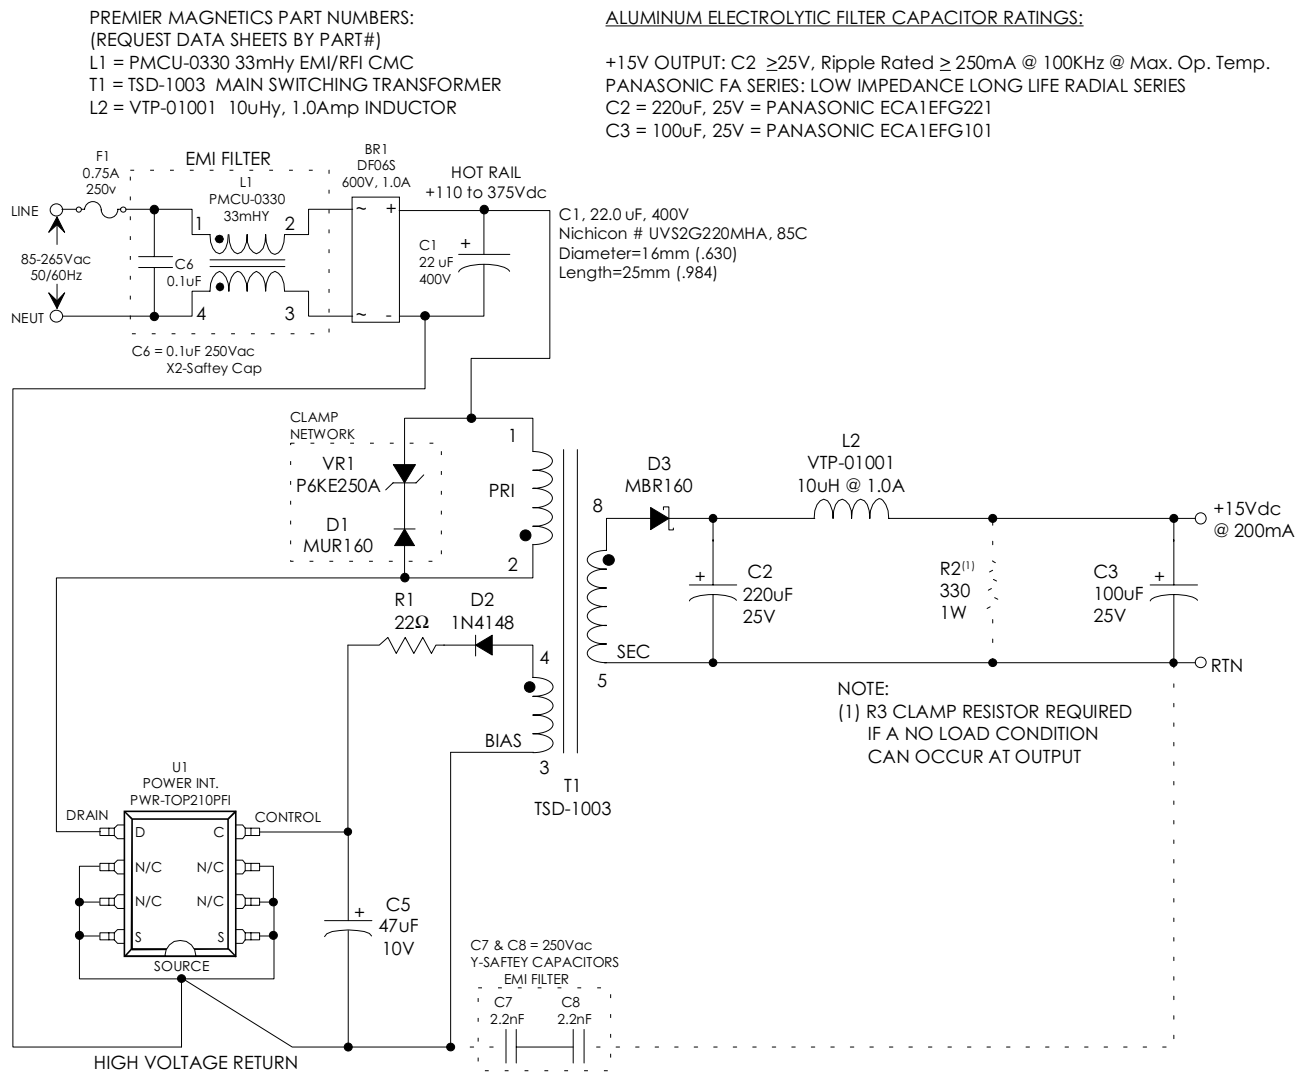 PREMIER MAGNETICS PART NUMBERS:
(REQUEST DATA SHEETS BY PART#)
L1 = PMCU-0330 33mHy EMI/RFI CMC
T1 = TSD-1003 MAIN SWITCHING TRANSFORMER
L2 = VTP-01001 10uHy, 1.0Amp INDUCTOR
ALUMINUM ELECTROLYTIC FILTER CAPACITOR RATINGS:
+15V OUTPUT: C2 ≥25V, Ripple Rated ≥ 250mA @ 100KHz @ Max. Op. Temp.
PANASONIC FA SERIES: LOW IMPEDANCE LONG LIFE RADIAL SERIES
C2 = 220uF, 25V = PANASONIC ECA1EFG221
C3 = 100uF, 25V = PANASONIC ECA1EFG101
F1
0.75A
250v
EMI FILTER
L1
PMCU-0330
33mHY
BR1
DF06S
600V, 1.0A
HOT RAIL
+110 to 375Vdc
LINE
1
2
~
+
85-265Vac
50/60Hz
C6
0.1uF
C1
+
22 uF
400V
C1, 22.0 uF, 400V
Nichicon # UVS2G220MHA, 85C
Diameter=16mm (.630)
Length=25mm (.984)
NEUT
4
3
~
-
C6 = 0.1uF 250Vac
X2-Saftey Cap
CLAMP
NETWORK
VR1
P6KE250A
D1
MUR160
1
PRI
2
8
D3
MBR160
L2
VTP-01001
10uH @ 1.0A
+15Vdc
@ 200mA
+
C2
220uF
25V
R2(1)
330
1W
C3
100uF
25V
+
R1
22Ω
D2
1N4148
4
BIAS
3
SEC
5
RTN
T1
TSD-1003
NOTE:
(1) R3 CLAMP RESISTOR REQUIRED
IF A NO LOAD CONDITION
CAN OCCUR AT OUTPUT
U1
POWER INT.
PWR-TOP210PFI
DRAIN
CONTROL
D
C
N/C
N/C
N/C
N/C
S
S
SOURCE
+
C5
47uF
10V
C7 & C8 = 250Vac
Y-SAFTEY CAPACITORS
EMI FILTER
C7
2.2nF
C8
2.2nF
HIGH VOLTAGE RETURN